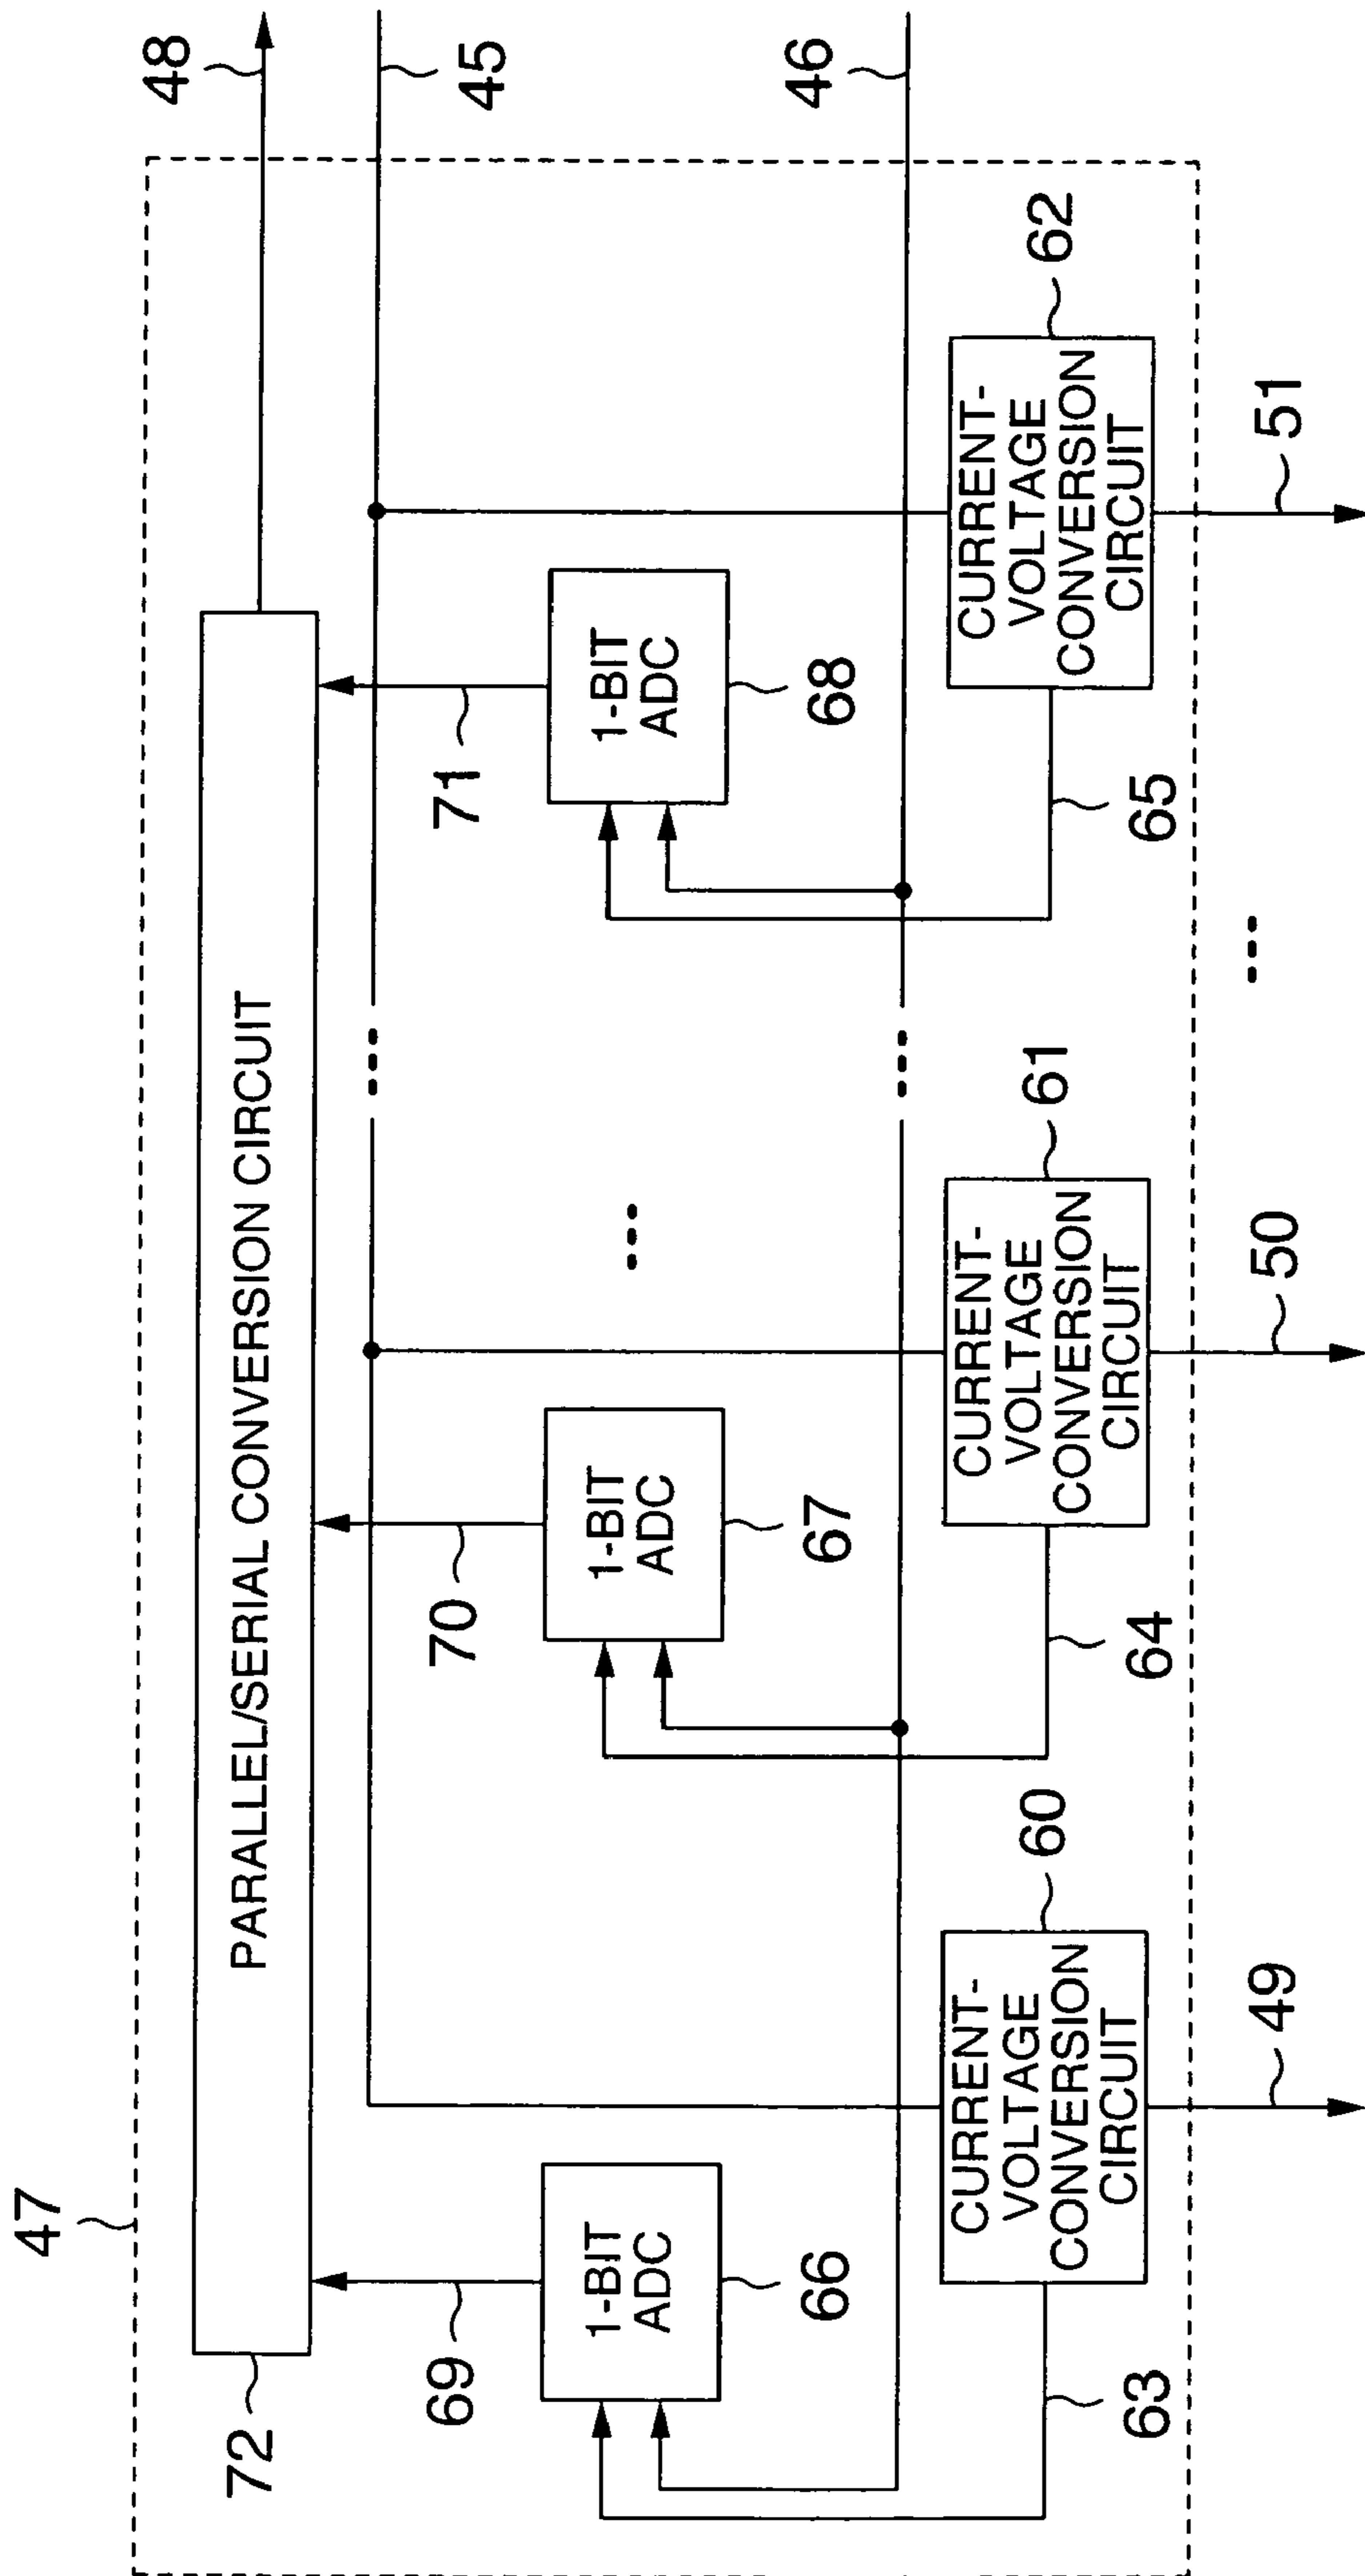 47
48
72
PARALLEL/SERIAL CONVERSION CIRCUIT
45
69
70
71
1-BIT
ADC
1-BIT
ADC
1-BIT
ADC
66
67
68
46
60
61
62
CURRENT-
VOLTAGE
CONVERSION
CIRCUIT
CURRENT-
VOLTAGE
CONVERSION
CIRCUIT
CURRENT-
VOLTAGE
CONVERSION
CIRCUIT
63
64
65
49
50
51